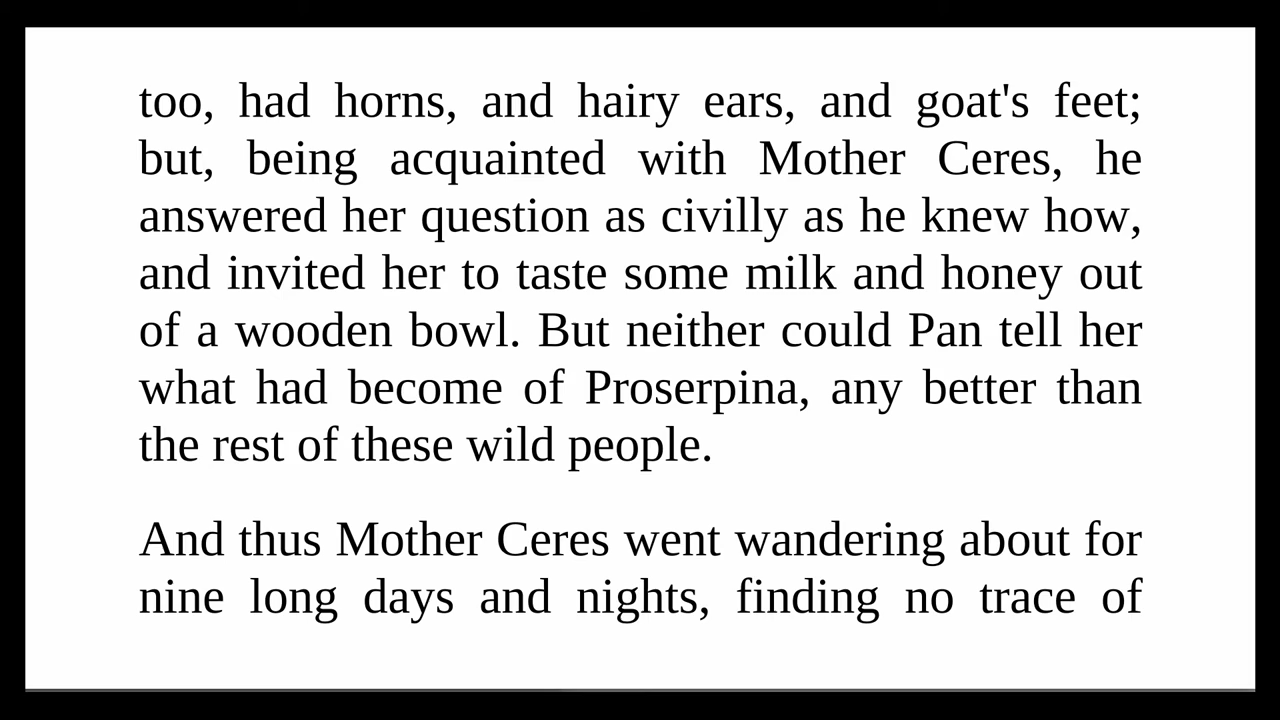 too, had horns, and hairy ears, and goat's feet;
but, being acquainted with Mother Ceres, he
answered her question as civilly as he knew how,
and invited her to taste some milk and honey out
of a wooden bowl. But neither could Pan tell her
what had become of Proserpina, any better than
the rest of these wild people.
And thus Mother Ceres went wandering about for
nine long days and nights, finding no trace of